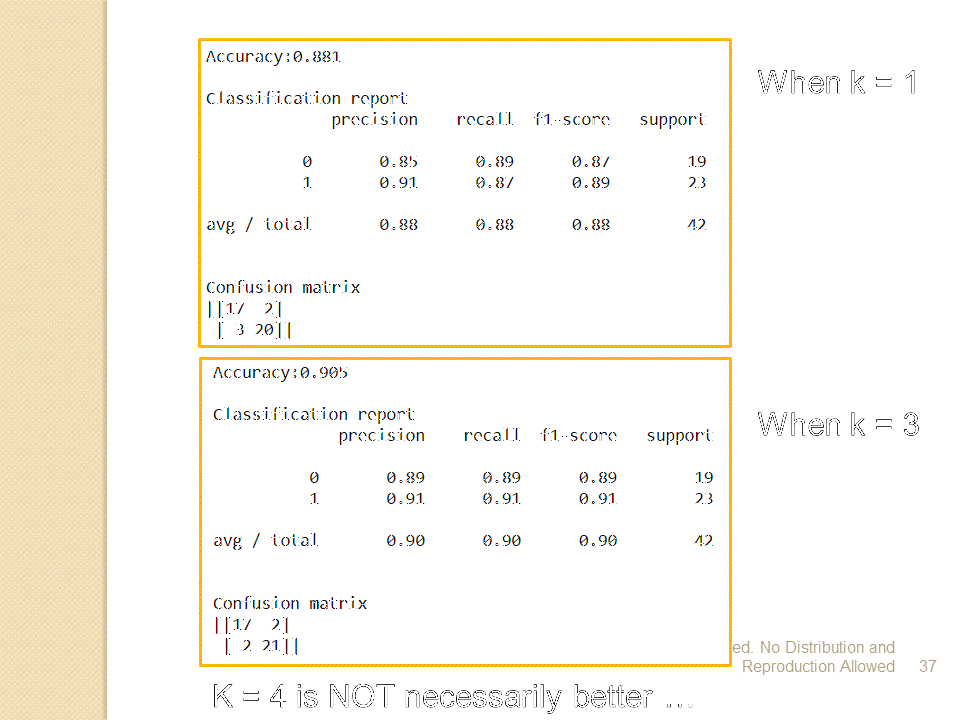 Accuracy:0.881
When k = 1
Classification report
precision recall f1-score support
0 0.85 0.89 0.87 19
1 0.91 0.87 0.89 23
avg / total 0.88 0.88 0.88 42
Confusion matrix
[[17 2]
[ 3 20]]
Accuracy:0.905
Classification report
When k = 3
precision recall f1-score support
0 0.89 0.89 0.89 19
1 0.91 0.91 0.91 23
avg / total 0.90 0.90 0.90 42
Confusion matrix
[[17 2]
[ 2 21]]
ed. No Distribution and
Reproduction Allowed 37
K = 4 is NOT necessarily better ...